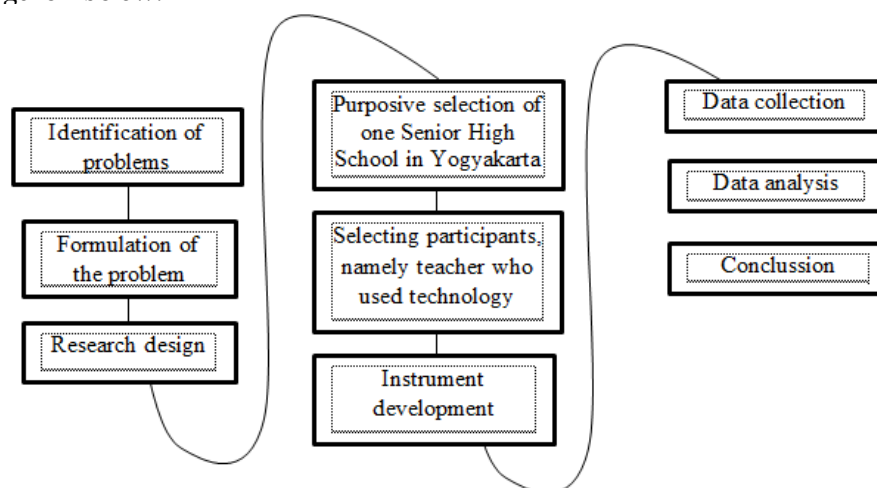 Identification of
problems
Formulation of
the problem
Research design
Purposive selection of
one Senior High
School in Yogyakarta
Selecting participants,
namely teacher who
used technology
Instrument
development
Data collection
Data analysis
Conclussion